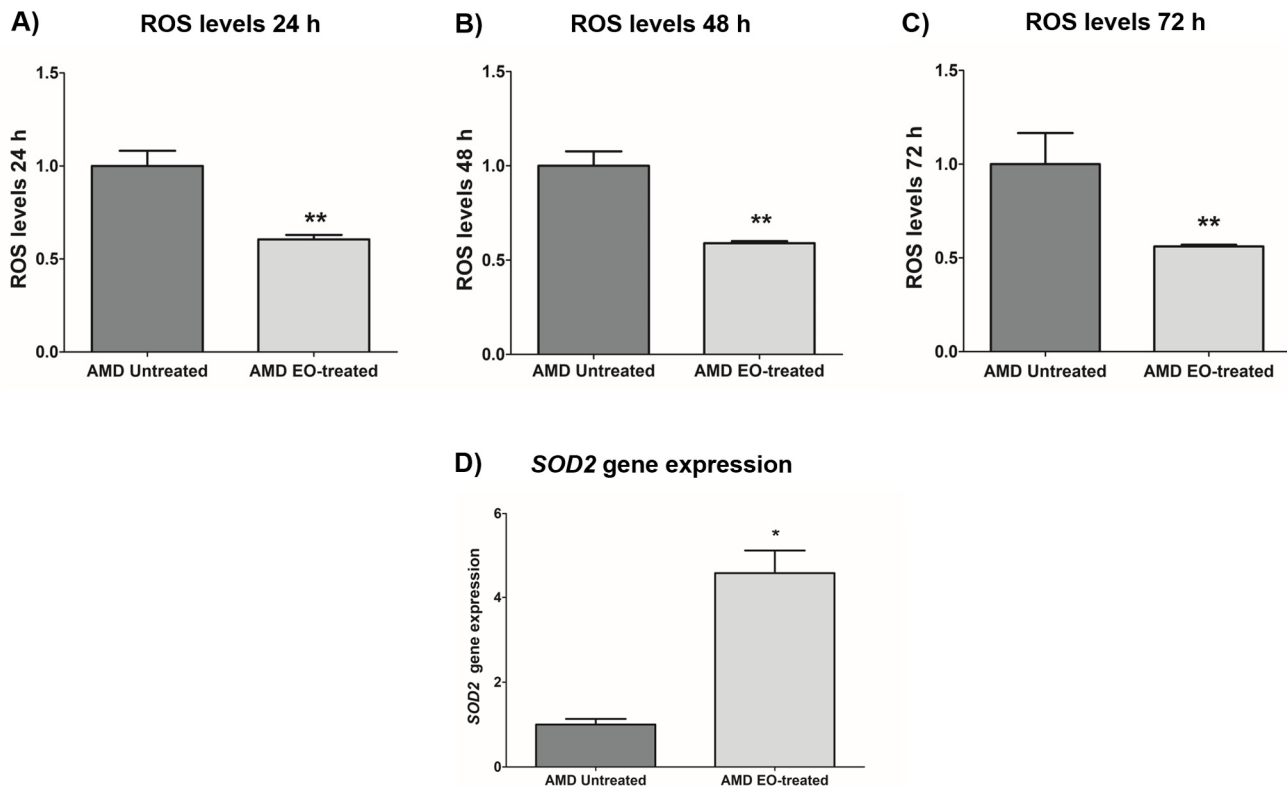 A) ROS levels 24 h
ROS levels 24 h
1.5
1.0
0.5
0.0
**
AMD Untreated AMD EO-treated
B) ROS levels 48 h
ROS levels 48 h
1.5
1.0
0.5
0.0
**
AMD Untreated AMD EO-treated
C) ROS levels 72 h
ROS levels 72 h
1.5
1.0
0.5
0.0
**
AMD Untreated AMD EO-treated
D) SOD2 gene expression
SOD2 gene expression
6
4
2
0
*
AMD Untreated AMD EO-treated